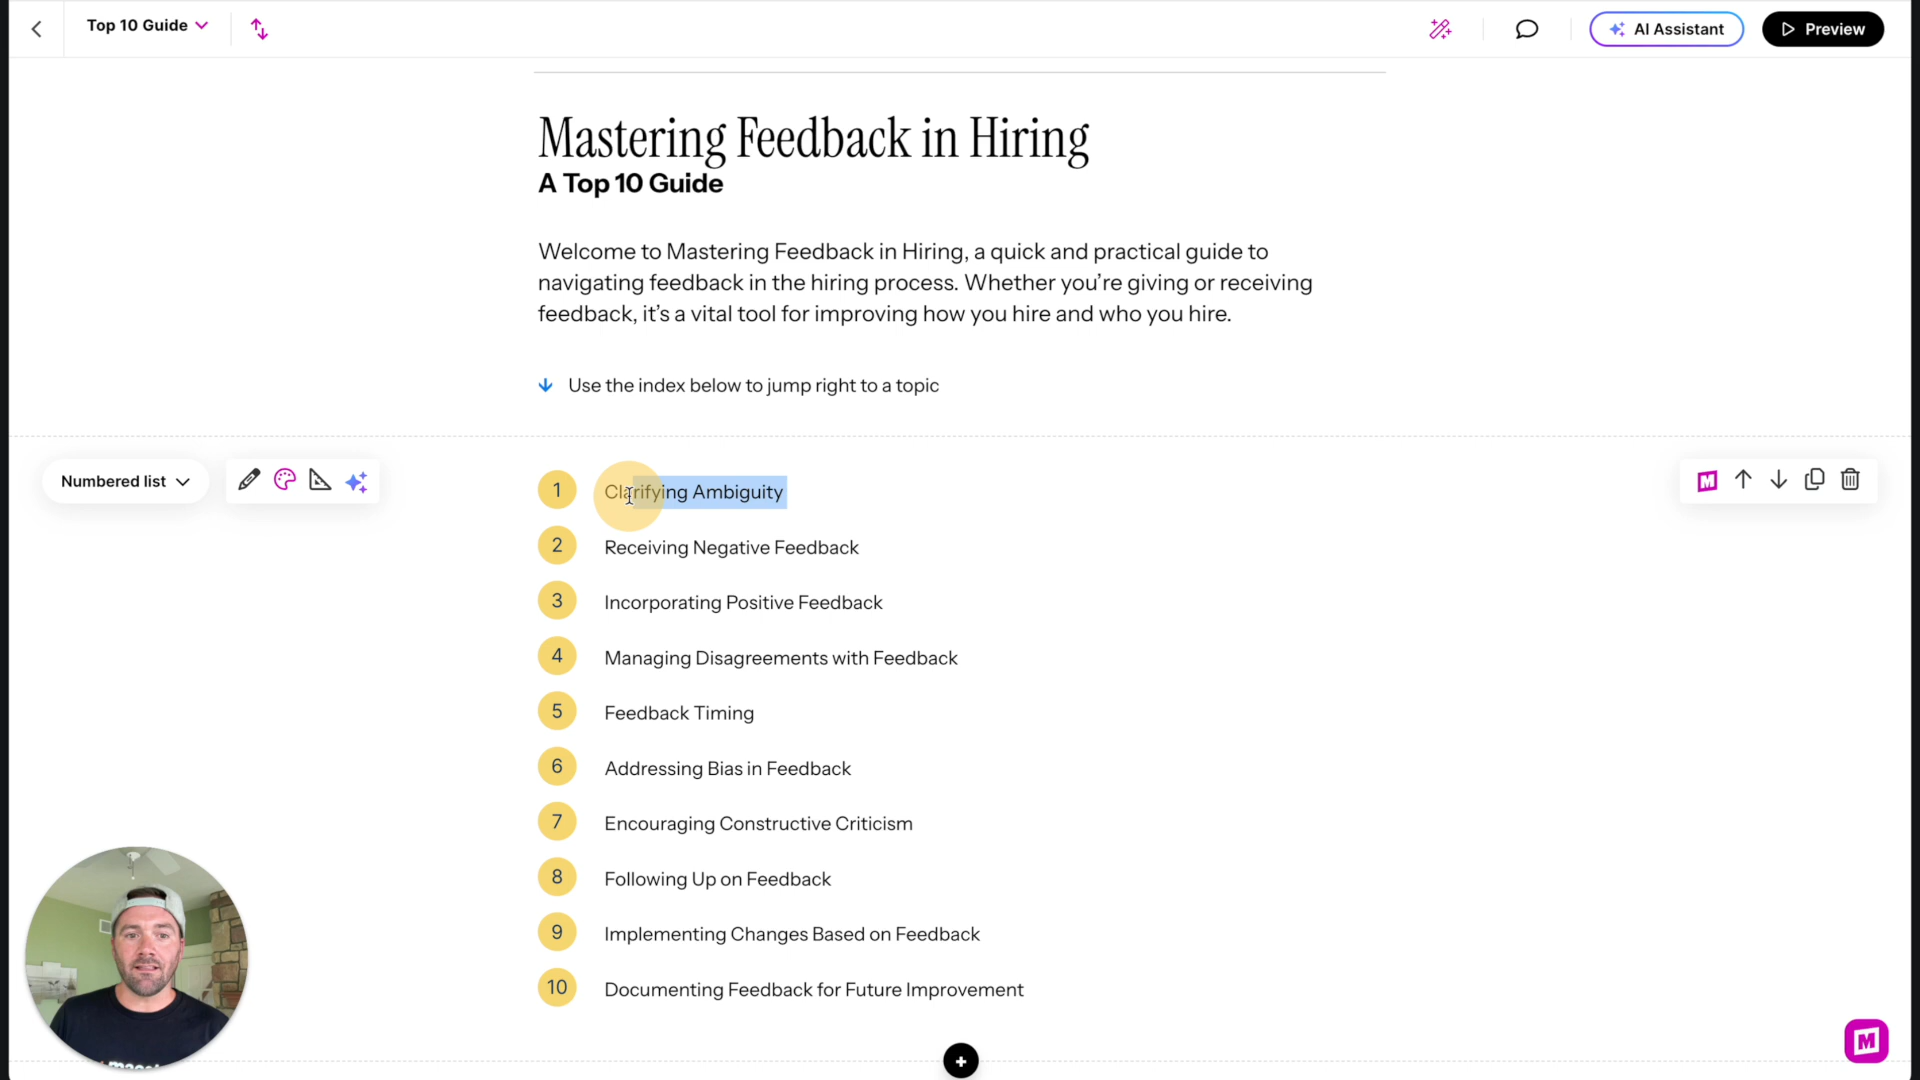 Top 10 Guide
AI Assistant
Preview
Mastering Feedback in Hiring
A Top 10 Guide
Welcome to Mastering Feedback in Hiring, a quick and practical guide to
navigating feedback in the hiring process. Whether you’re giving or receiving
feedback, it’s a vital tool for improving how you hire and who you hire.
Use the index below to jump right to a topic
Numbered list
1 Clarifying Ambiguity
2 Receiving Negative Feedback
3 Incorporating Positive Feedback
4 Managing Disagreements with Feedback
5 Feedback Timing
6 Addressing Bias in Feedback
7 Encouraging Constructive Criticism
8 Following Up on Feedback
9 Implementing Changes Based on Feedback
10 Documenting Feedback for Future Improvement
M
M